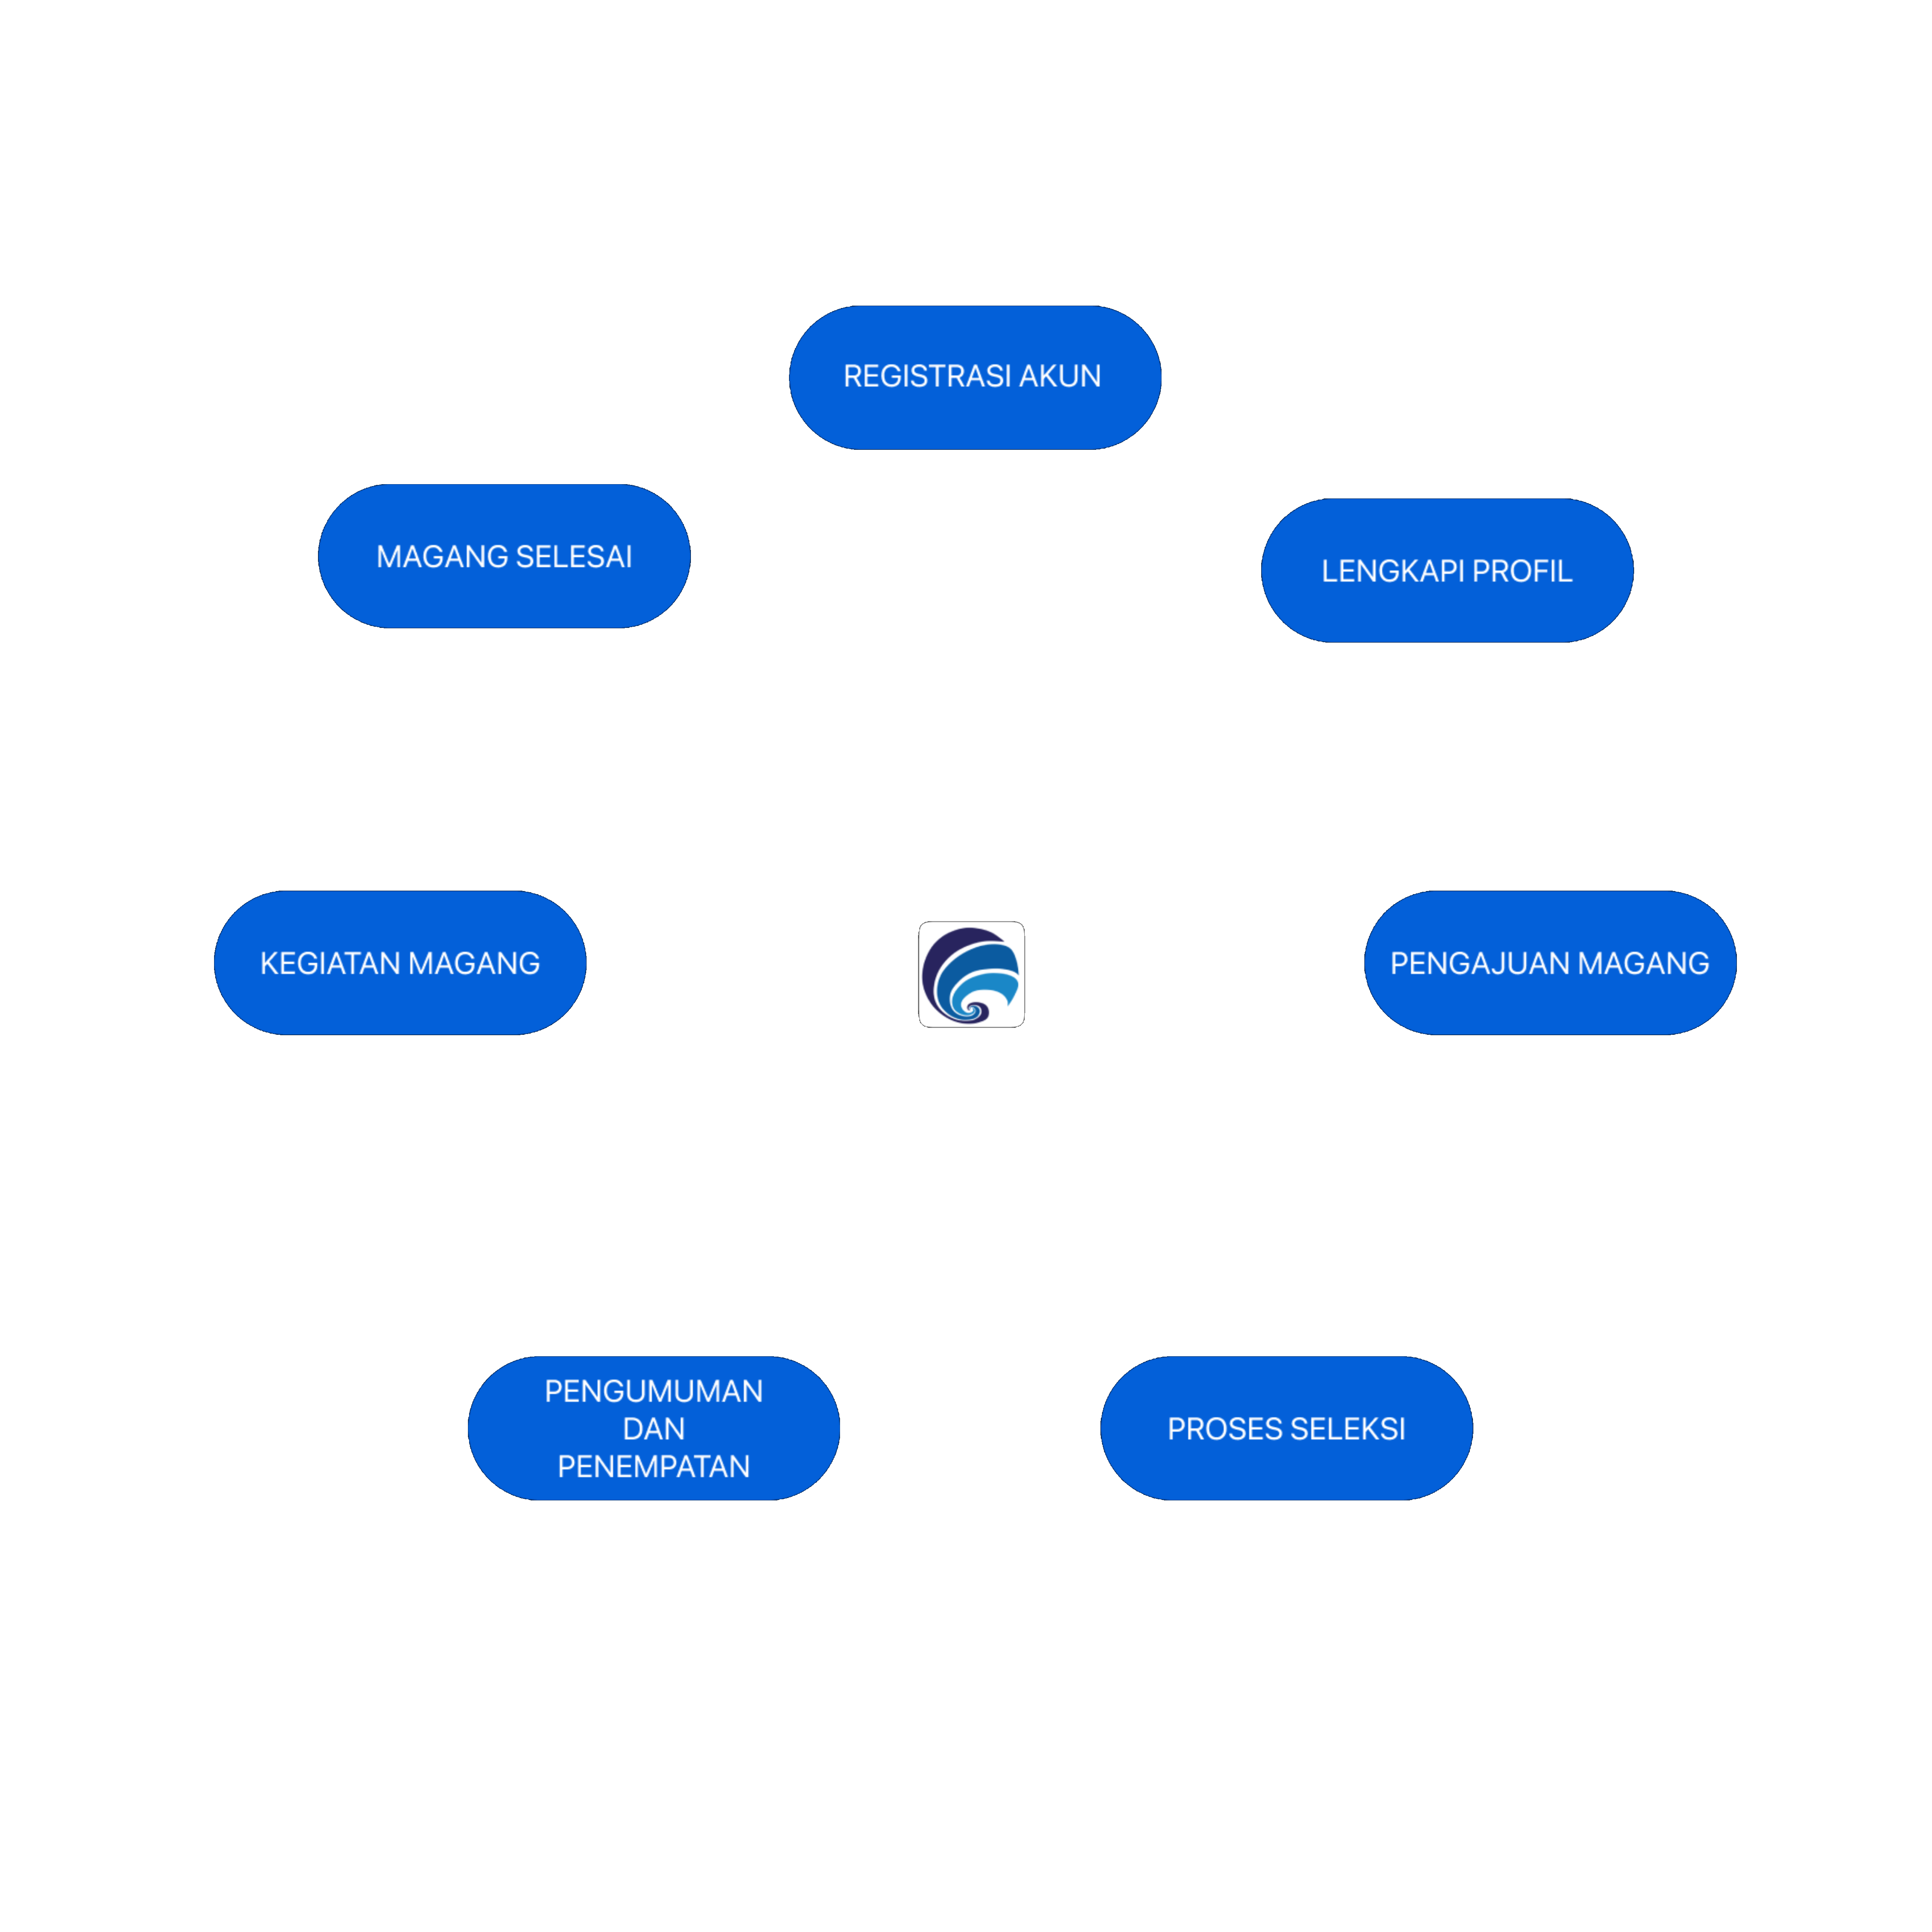 REGISTRASI AKUN
MAGANG SELESAI
LENGKAPI PROFIL
KEGIATAN MAGANG
PENGAJUAN MAGANG
PENGUMUMAN
DAN
PENEMPATAN
PROSES SELEKSI